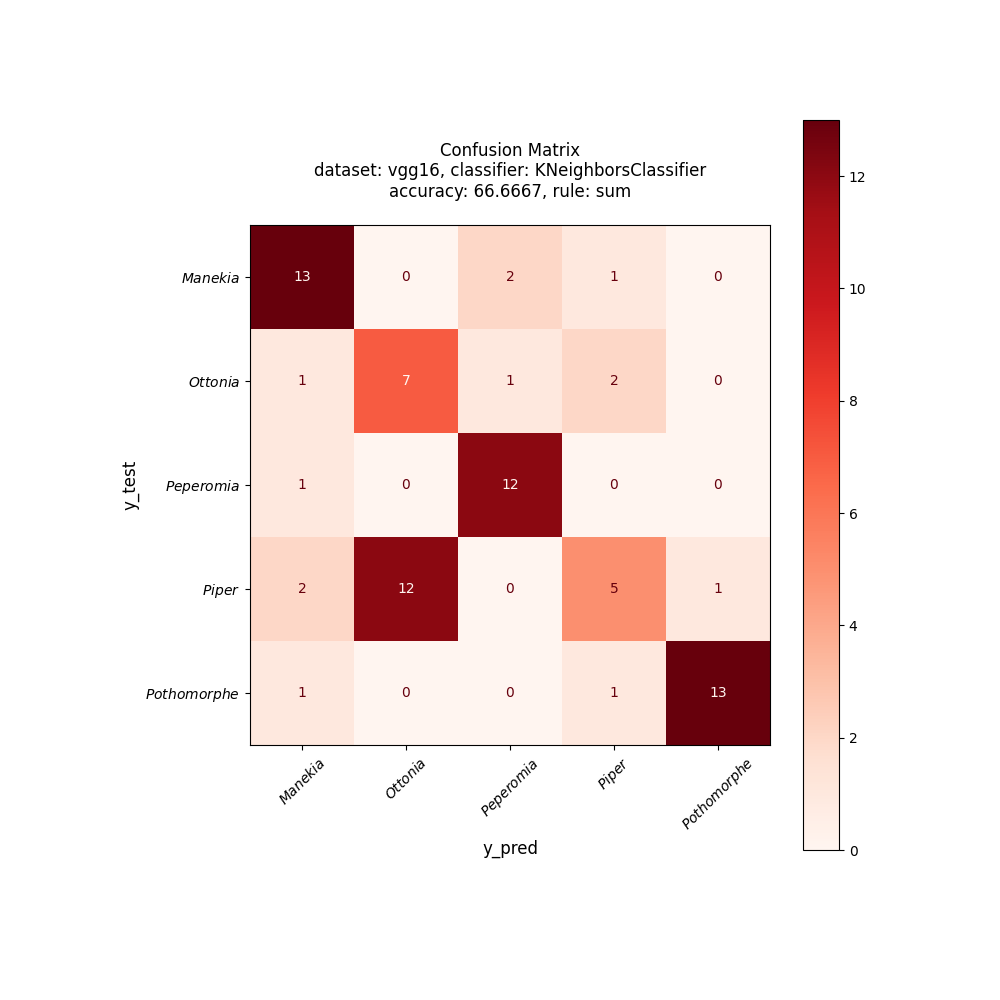 Confusion Matrix
dataset: vgg16, classifier: KNeighborsClassifier
accuracy: 66.6667, rule: sum
Manekia 13 0 2 1 0
Ottonia 1 7 1 2 0
Peperomia 1 0 12 0 0
Piper 2 12 0 5 1
Pothomorphe 1 0 0 1 13
y_test
Manekia Ottonia Peperomia Piper Pothomorphe
y_pred
12
10
8
6
4
2
0